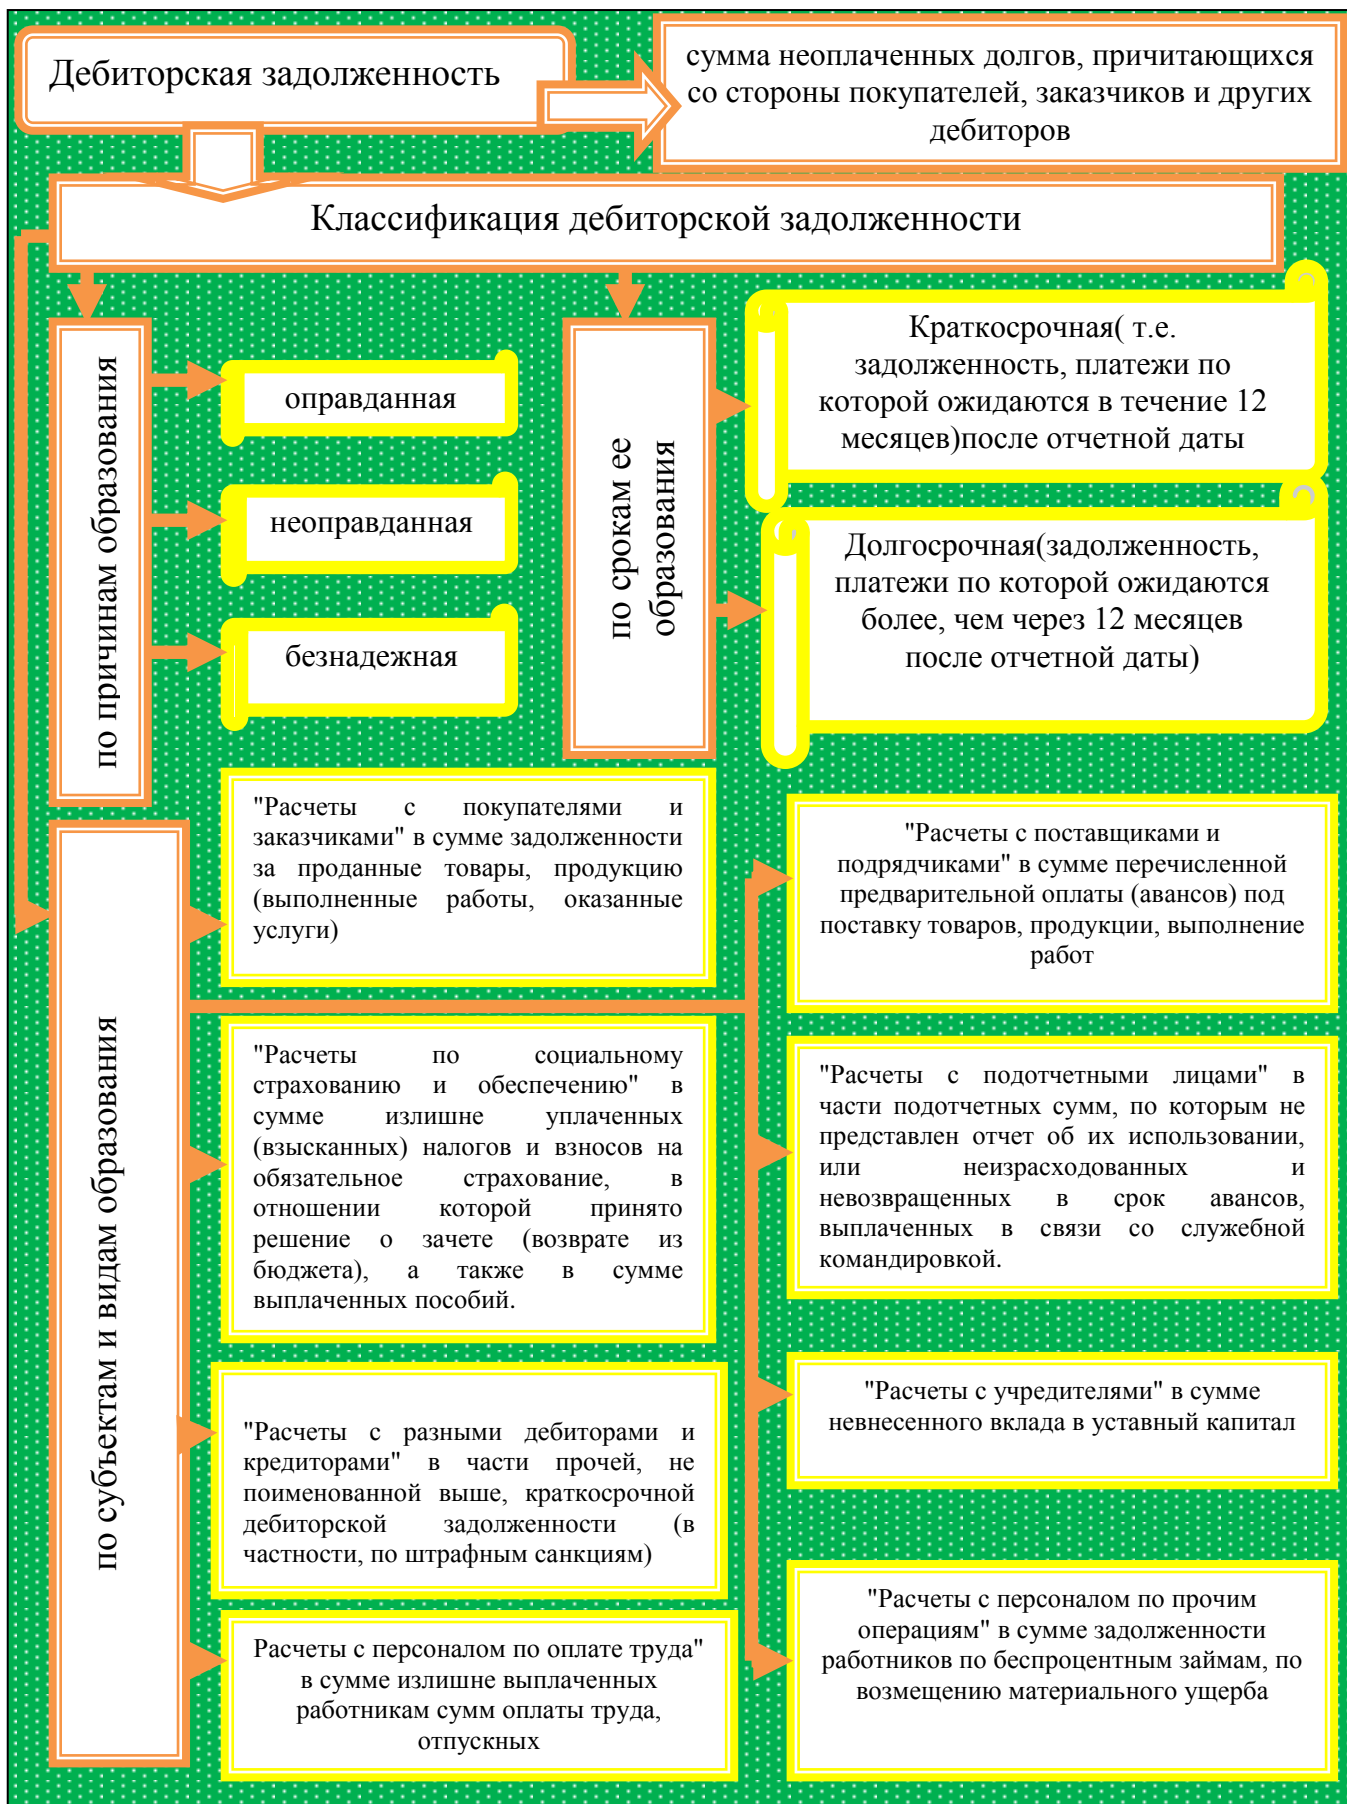 Дебиторская задолженность
сумма неоплаченных долгов, причитающихся
со стороны покупателей, заказчиков и других
дебиторов
Классификация дебиторской задолженности
по причинам образования
оправданная
неоправданная
безнадежная
по срокам ее
образования
Краткосрочная( т.е.
задолженность, платежи по
которой ожидаются в течение 12
месяцев)после отчетной даты
Долгосрочная(задолженность,
платежи по которой ожидаются
более, чем через 12 месяцев
после отчетной даты)
по субъектам и видам образования
"Расчеты с покупателями и
заказчиками" в сумме задолженности
за проданные товары, продукцию
(выполненные работы, оказанные
услуги)
"Расчеты по социальному
страхованию и обеспечению" в
сумме излишне уплаченных
(взысканных) налогов и взносов на
обязательное страхование, в
отношении которой принято
решение о зачете (возврате из
бюджета), а также в сумме
выплаченных пособий.
"Расчеты с разными дебиторами и
кредиторами" в части прочей, не
поименованной выше, краткосрочной
дебиторской задолженности (в
частности, по штрафным санкциям)
Расчеты с персоналом по оплате труда"
в сумме излишне выплаченных
работникам сумм оплаты труда,
отпускных
"Расчеты с поставщиками и
подрядчиками" в сумме перечисленной
предварительной оплаты (авансов) под
поставку товаров, продукции, выполнение
работ
"Расчеты с подотчетными лицами" в
части подотчетных сумм, по которым не
представлен отчет об их использовании,
или неизрасходованных и
невозвращенных в срок авансов,
выплаченных в связи со служебной
командировкой.
"Расчеты с учредителями" в сумме
невнесенного вклада в уставный капитал
"Расчеты с персоналом по прочим
операциям" в сумме задолженности
работников по беспроцентным займам, по
возмещению материального ущерба